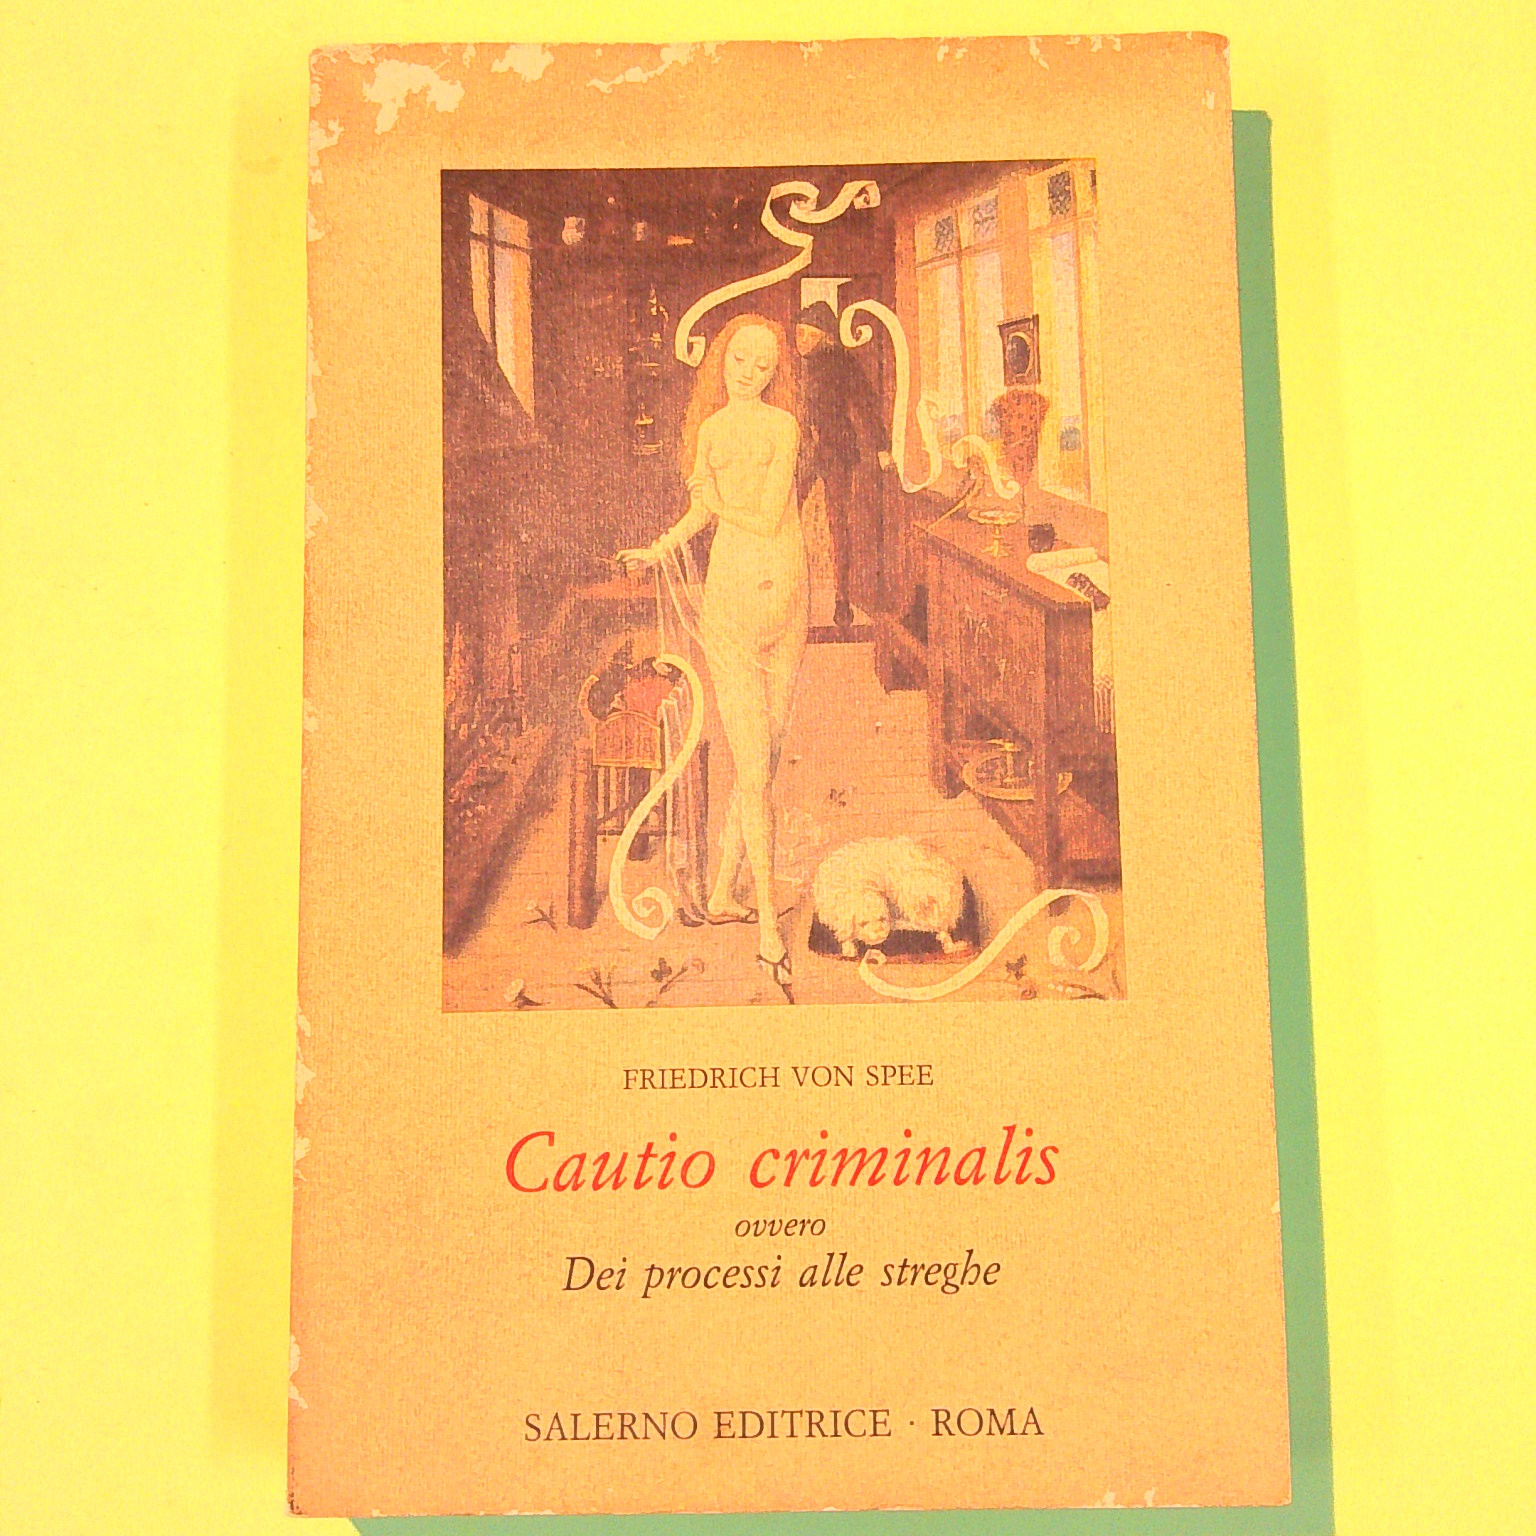 FRIEDRICH VON SPEE
Cautio criminalis
ovvero
Dei processi alle streghe
SALERNO EDITRICE · ROMA